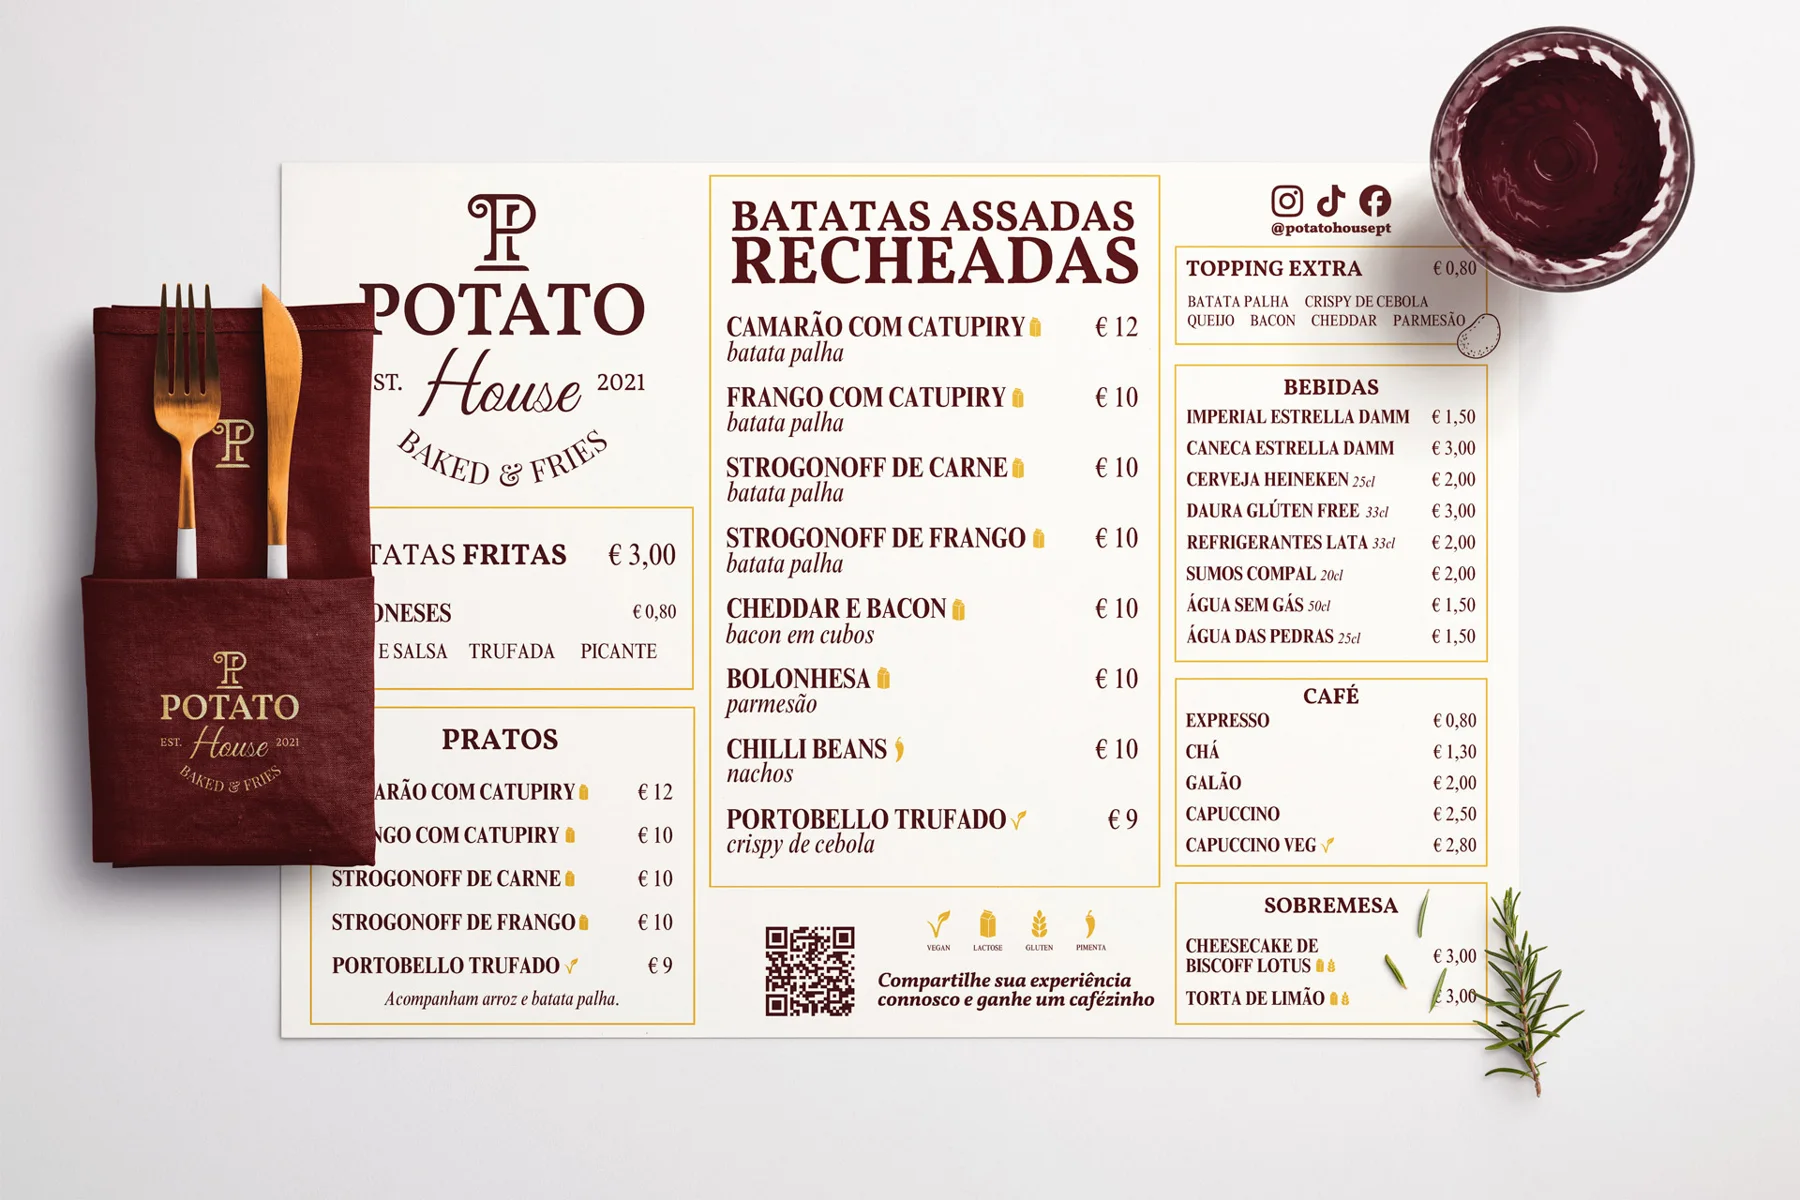 POTATO
House
2021
BAKED & FRIES
FRITAS € 3,00
€ 0,80
E SALSA TRUFADA PICANTE
PRATOS
COM CATUPIRY € 12
COM CATUPIRY € 10
STROGONOFF DE CARNE € 10
STROGONOFF DE FRANGO € 10
PORTOBELLO TRUFADO € 9
Acompanham arroz e batata palha.
POTATO
EST. House 2021
BAKED & FRIES
BATATAS ASSADAS
RECHEADAS
CAMARÃO COM CATUPIRY € 12
batata palha
FRANGO COM CATUPIRY € 10
batata palha
STROGONOFF DE CARNE € 10
batata palha
STROGONOFF DE FRANGO € 10
batata palha
CHEDDAR E BACON € 10
bacon em cubos
BOLONHESA € 10
parmesão
CHILLI BEANS € 10
nachos
PORTOBELLO TRUFADO € 9
crispy de cebola
VEGAN LACTOSE GLUTEN PIMENTA
Compartilhe sua experiência
connosco e ganhe um cafézinho
@potatohousept
TOPPING EXTRA € 0,80
BATATA PALHA CRISPY DE CEBOLA
QUEIJO BACON CHEDDAR PARMESÃO
BEBIDAS
IMPERIAL ESTRELLA DAMM € 1,50
CANECA ESTRELLA DAMM € 3,00
CERVEJA HEINEKEN 25cl € 2,00
DAURA GLÚTEN FREE 33cl € 3,00
REFRIGERANTES LATA 33cl € 2,00
SUMOS COMPAL 20cl € 2,00
ÁGUA SEM GÁS 50cl € 1,50
ÁGUA DAS PEDRAS 25cl € 1,50
CAFÉ
EXPRESSO € 0,80
CHÁ € 1,30
GALÃO € 2,00
CAPUCCINO € 2,50
CAPUCCINO VEG € 2,80
SOBREMESA
CHEESECAKE DE
BISCOFF LOTUS € 3,00
TORTA DE LIMÃO € 3,00